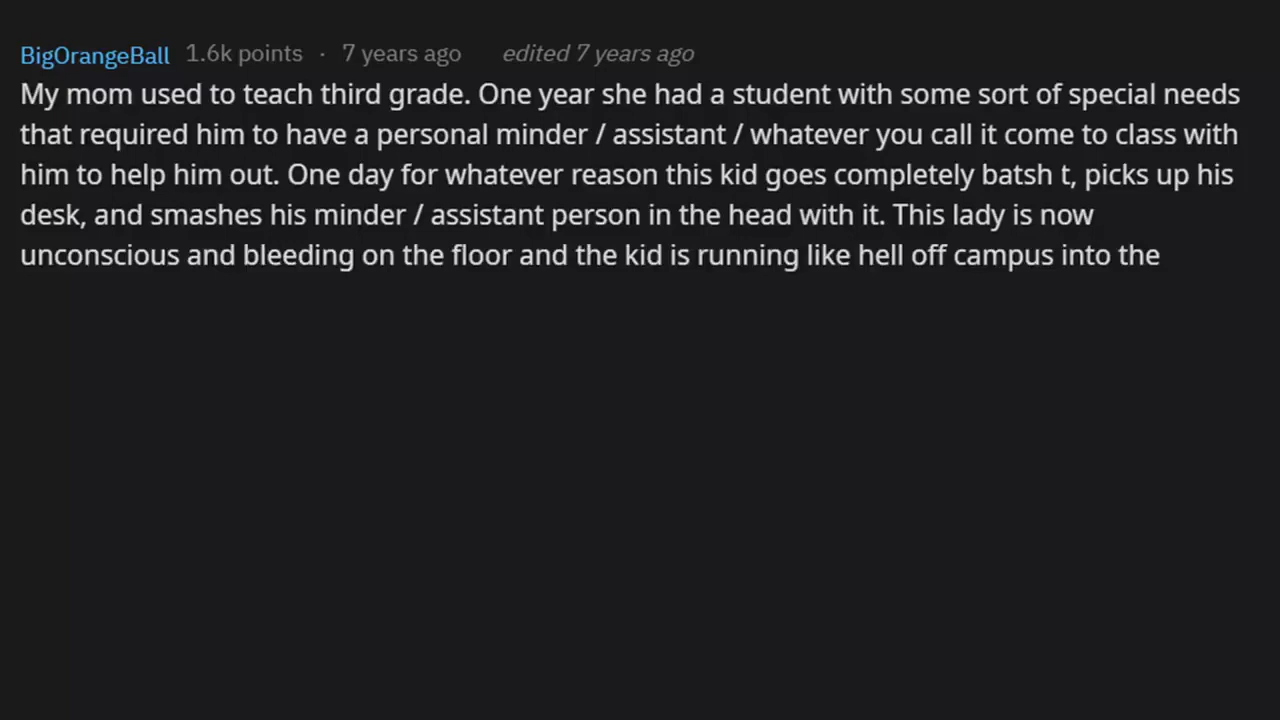 BigOrangeBall 1.6k points · 7 years ago edited 7 years ago
My mom used to teach third grade. One year she had a student with some sort of special needs
that required him to have a personal minder / assistant / whatever you call it come to class with
him to help him out. One day for whatever reason this kid goes completely batsh t, picks up his
desk, and smashes his minder / assistant person in the head with it. This lady is now
unconscious and bleeding on the floor and the kid is running like hell off campus into the